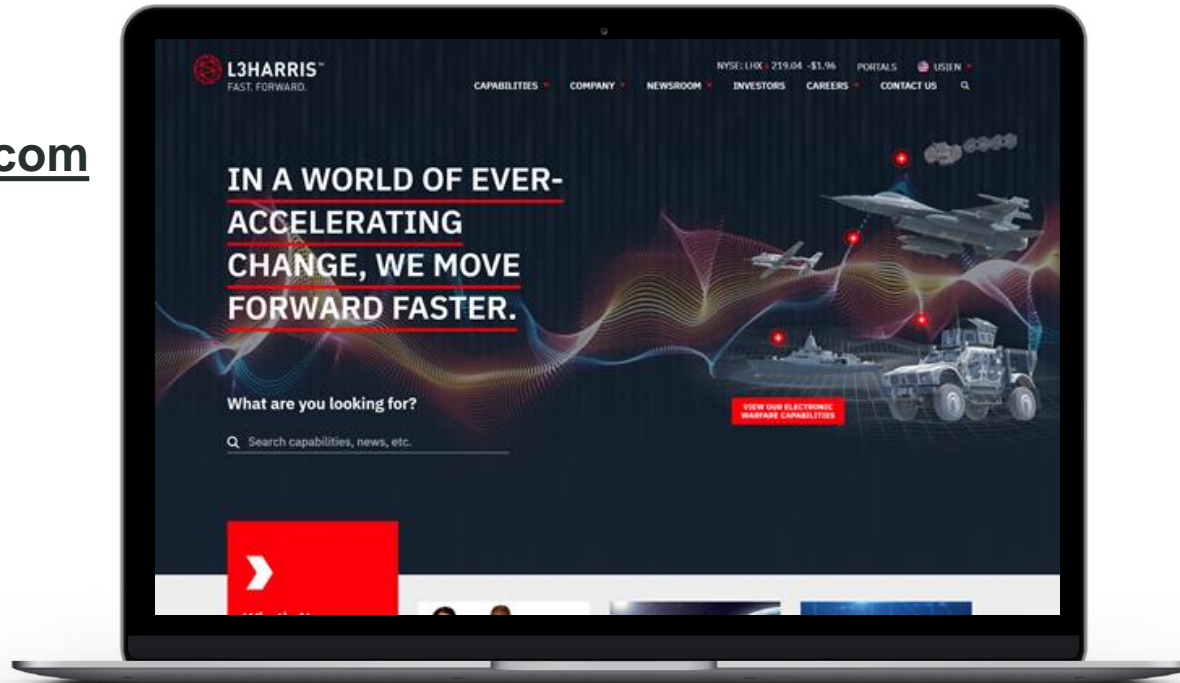 .com
L3HARRIS™
FAST. FORWARD.
NYSE: LHX 219.04 -$1.96 PORTALS US|EN
CAPABILITIES COMPANY NEWSROOM INVESTORS CAREERS CONTACT US
IN A WORLD OF EVER-
ACCELERATING
CHANGE, WE MOVE
FORWARD FASTER.
What are you looking for?
Search capabilities, news, etc.
VIEW OUR ELECTRONIC
WARFARE CAPABILITIES